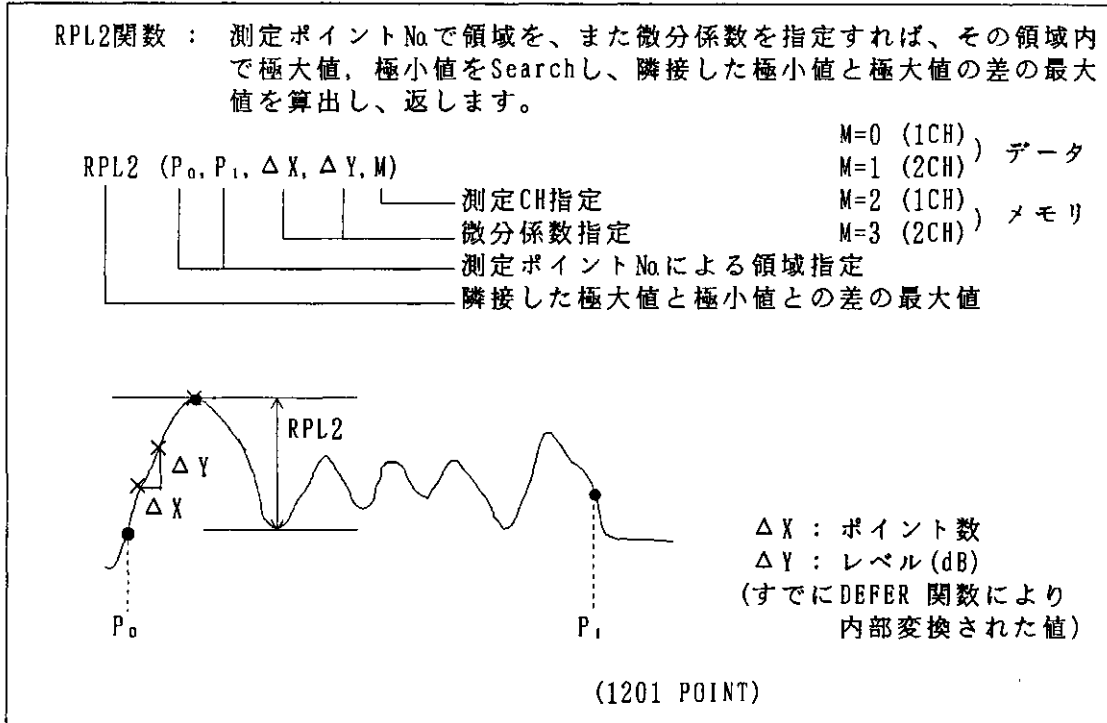 RPL2関数 : 測定ポイント№で領域を、また微分係数を指定すれば、その領域内
で極大値,極小値をSearchし、隣接した極小値と極大値の差の最大
値を算出し、返します。
RPL2 (P₀, P₁, ΔX, ΔY, M)
M=0 (1CH)
M=1 (2CH)
) データ
M=2 (1CH)
M=3 (2CH)
) メモリ
測定CH指定
微分係数指定
測定ポイント№による領域指定
隣接した極大値と極小値との差の最大値
RPL2
ΔY
ΔX
P₀
P₁
ΔX : ポイント数
ΔY : レベル(dB)
(すでにDEFER 関数により
内部変換された値)
(1201 POINT)